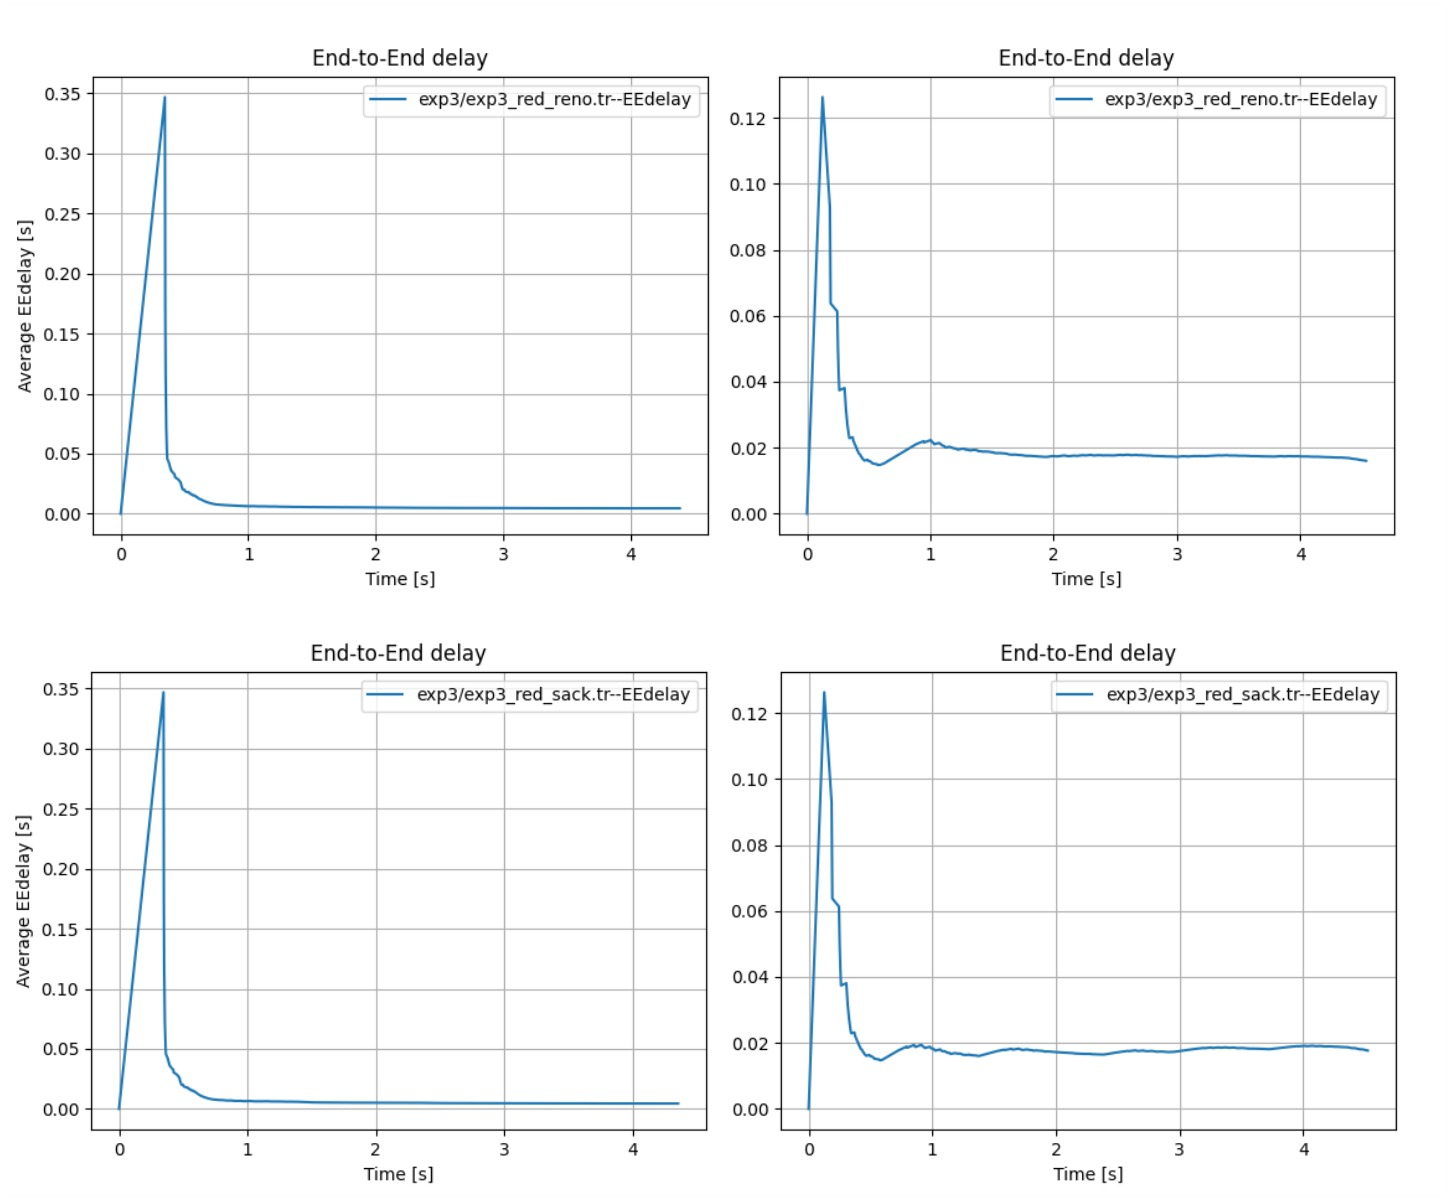 End-to-End delay
exp3/exp3_red_reno.tr--EEdelay
0.35
0.30
0.25
0.20
0.15
0.10
0.05
0.00
Average EEdelay [s]
0 1 2 3 4
Time [s]
End-to-End delay
exp3/exp3_red_reno.tr--EEdelay
0.12
0.10
0.08
0.06
0.04
0.02
0.00
0 1 2 3 4
Time [s]
End-to-End delay
exp3/exp3_red_sack.tr--EEdelay
0.35
0.30
0.25
0.20
0.15
0.10
0.05
0.00
Average EEdelay [s]
0 1 2 3 4
Time [s]
End-to-End delay
exp3/exp3_red_sack.tr--EEdelay
0.12
0.10
0.08
0.06
0.04
0.02
0.00
0 1 2 3 4
Time [s]